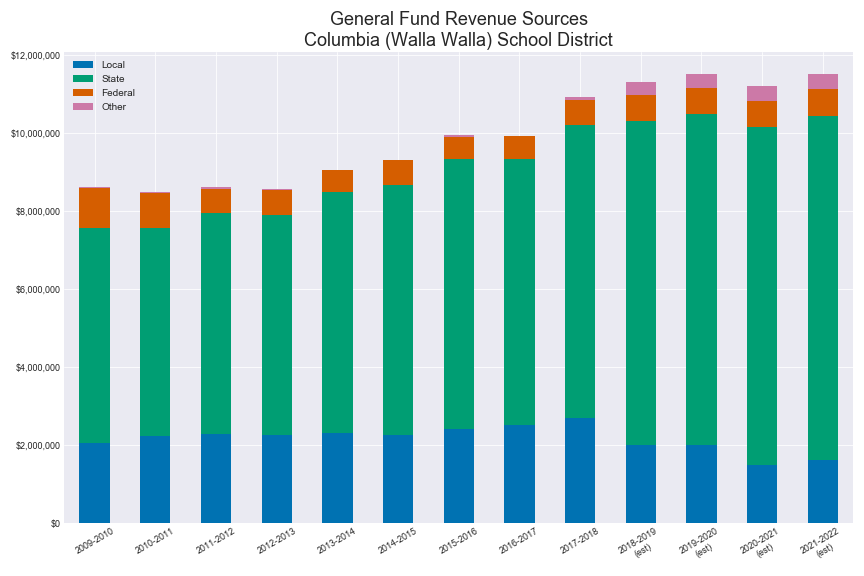 General Fund Revenue Sources
Columbia (Walla Walla) School District
Local
State
Federal
Other
$12,000,000
$10,000,000
$8,000,000
$6,000,000
$4,000,000
$2,000,000
$0
2009-2010
2010-2011
2011-2012
2012-2013
2013-2014
2014-2015
2015-2016
2016-2017
2017-2018
2018-2019
(est)
2019-2020
(est)
2020-2021
(est)
2021-2022
(est)